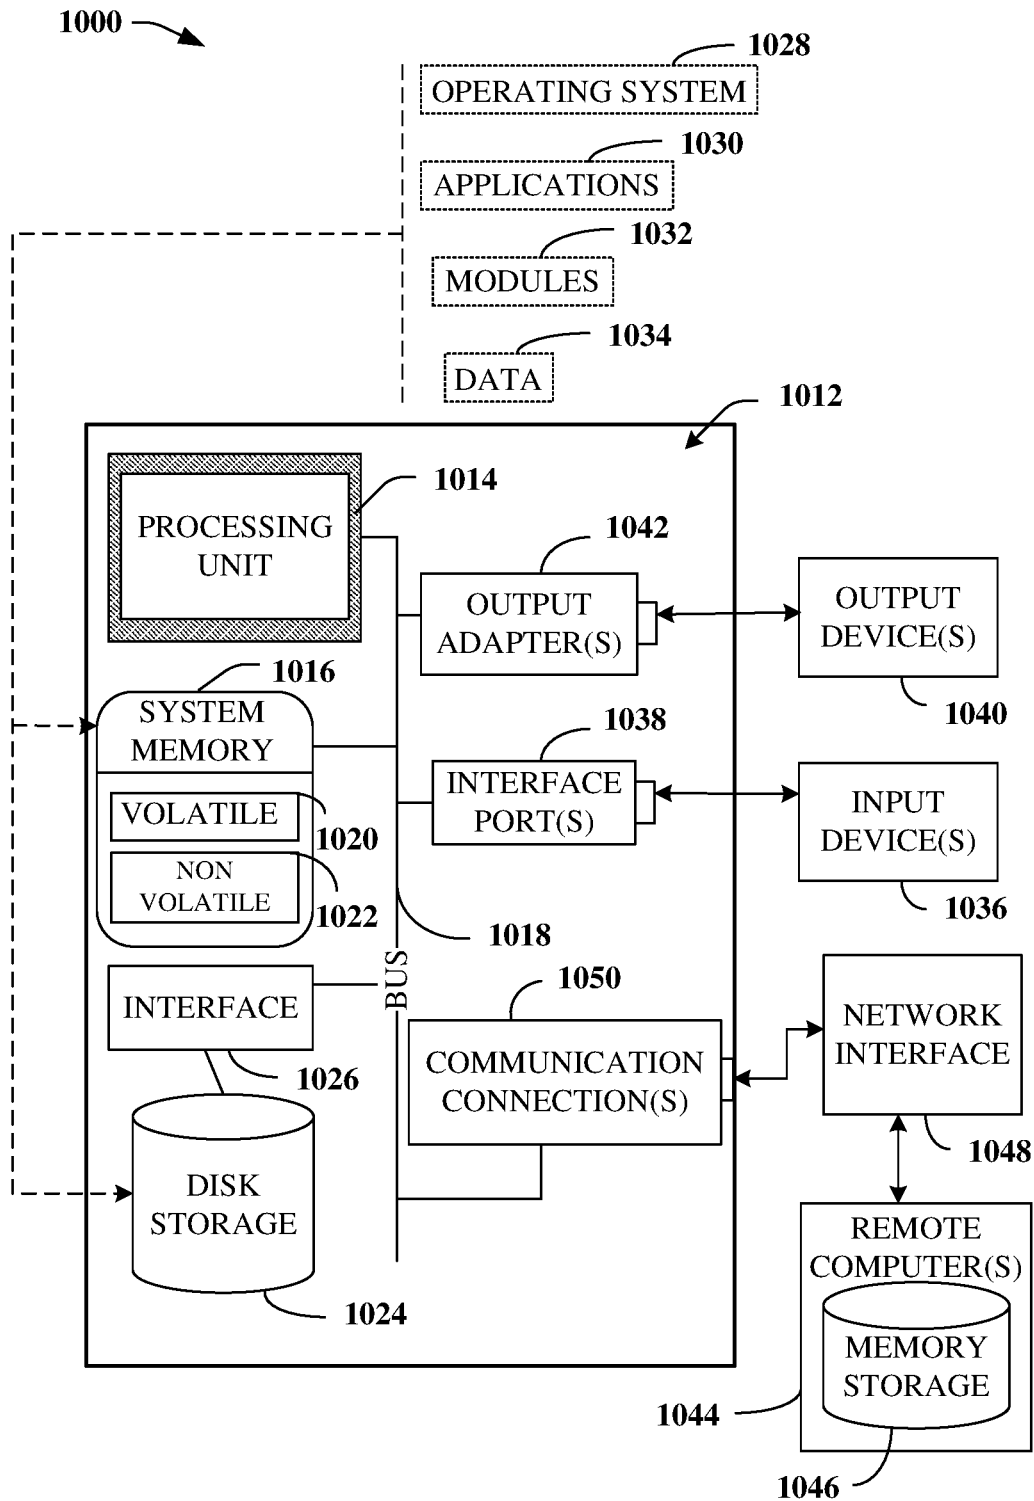 1000
1028
OPERATING SYSTEM
1030
APPLICATIONS
1032
MODULES
1034
DATA
1012
1014
PROCESSING
UNIT
1042
OUTPUT
ADAPTER(S)
OUTPUT
DEVICE(S)
1040
1016
SYSTEM
MEMORY
VOLATILE
1020
NON
VOLATILE
1022
1038
INTERFACE
PORT(S)
INPUT
DEVICE(S)
1036
1018
BUS
INTERFACE
1026
1050
COMMUNICATION
CONNECTION(S)
NETWORK
INTERFACE
1048
DISK
STORAGE
1024
REMOTE
COMPUTER(S)
MEMORY
STORAGE
1044
1046